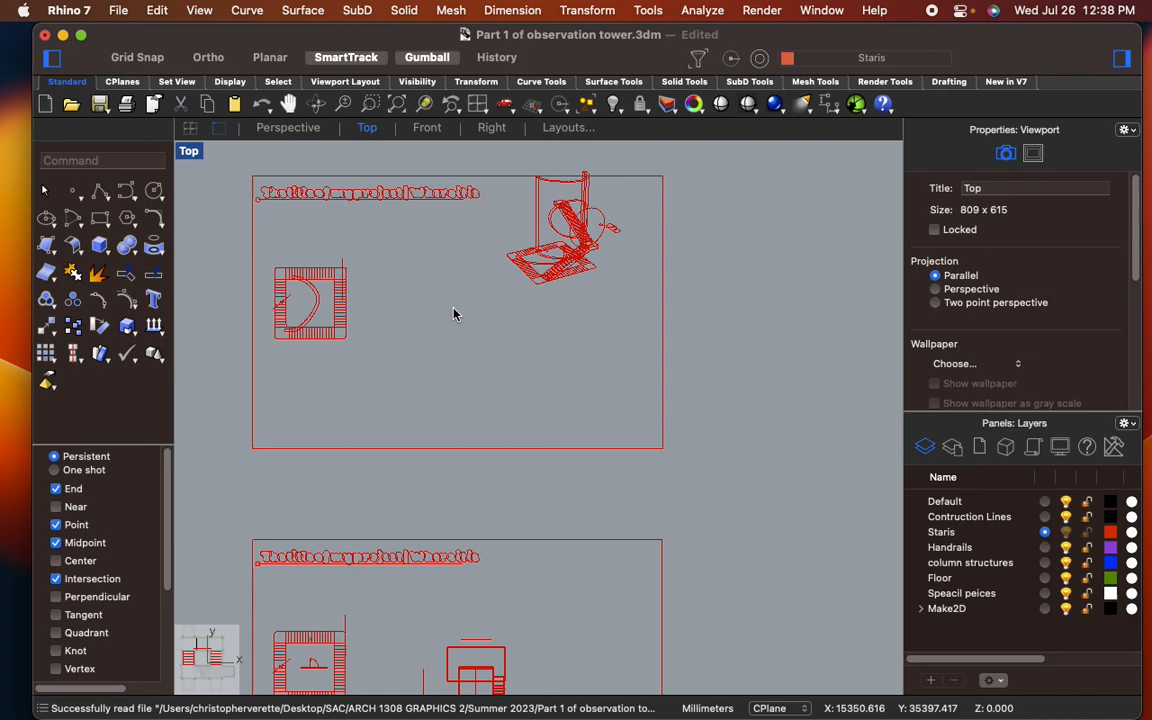 Rhino 7 File Edit View Curve Surface SubD Solid Mesh Dimension Transform Tools Analyze Render Window Help Wed Jul 26 12:38 PM
Part 1 of observation tower.3dm — Edited
Grid Snap Ortho Planar SmartTrack Gumball History Staris
Standard CPlanes Set View Display Select Viewport Layout Visibility Transform Curve Tools Surface Tools Solid Tools SubD Tools Mesh Tools Render Tools Drafting New in V7
Perspective Top Front Right Layouts...
Top
Command
Persistent
One shot
End
Near
Point
Midpoint
Center
Intersection
Perpendicular
Tangent
Quadrant
Knot
Vertex
y
x
Properties: Viewport
Title: Top
Size: 809 x 615
Locked
Projection
Parallel
Perspective
Two point perspective
Wallpaper
Choose...
Show wallpaper
Show wallpaper as gray scale
Panels: Layers
Name
Default
Contruction Lines
Staris
Handrails
column structures
Floor
Speacil peices
Make2D
Successfully read file "/Users/christopherverette/Desktop/SAC/ARCH 1308 GRAPHICS 2/Summer 2023/Part 1 of observation to... Millimeters CPlane X: 15350.616 Y: 35397.417 Z: 0.000